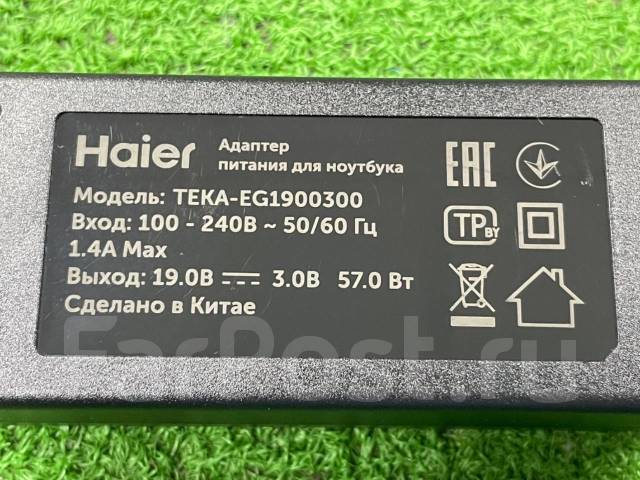 Haier
Адаптер
питания для ноутбука
Модель: TEKA-EG1900300
Вход: 100 - 240В ~ 50/60 Гц
1.4А Max
Выход: 19.0В ⎓ 3.0В 57.0 Вт
Сделано в Китае
EAC
TP BY
FarPost.ru